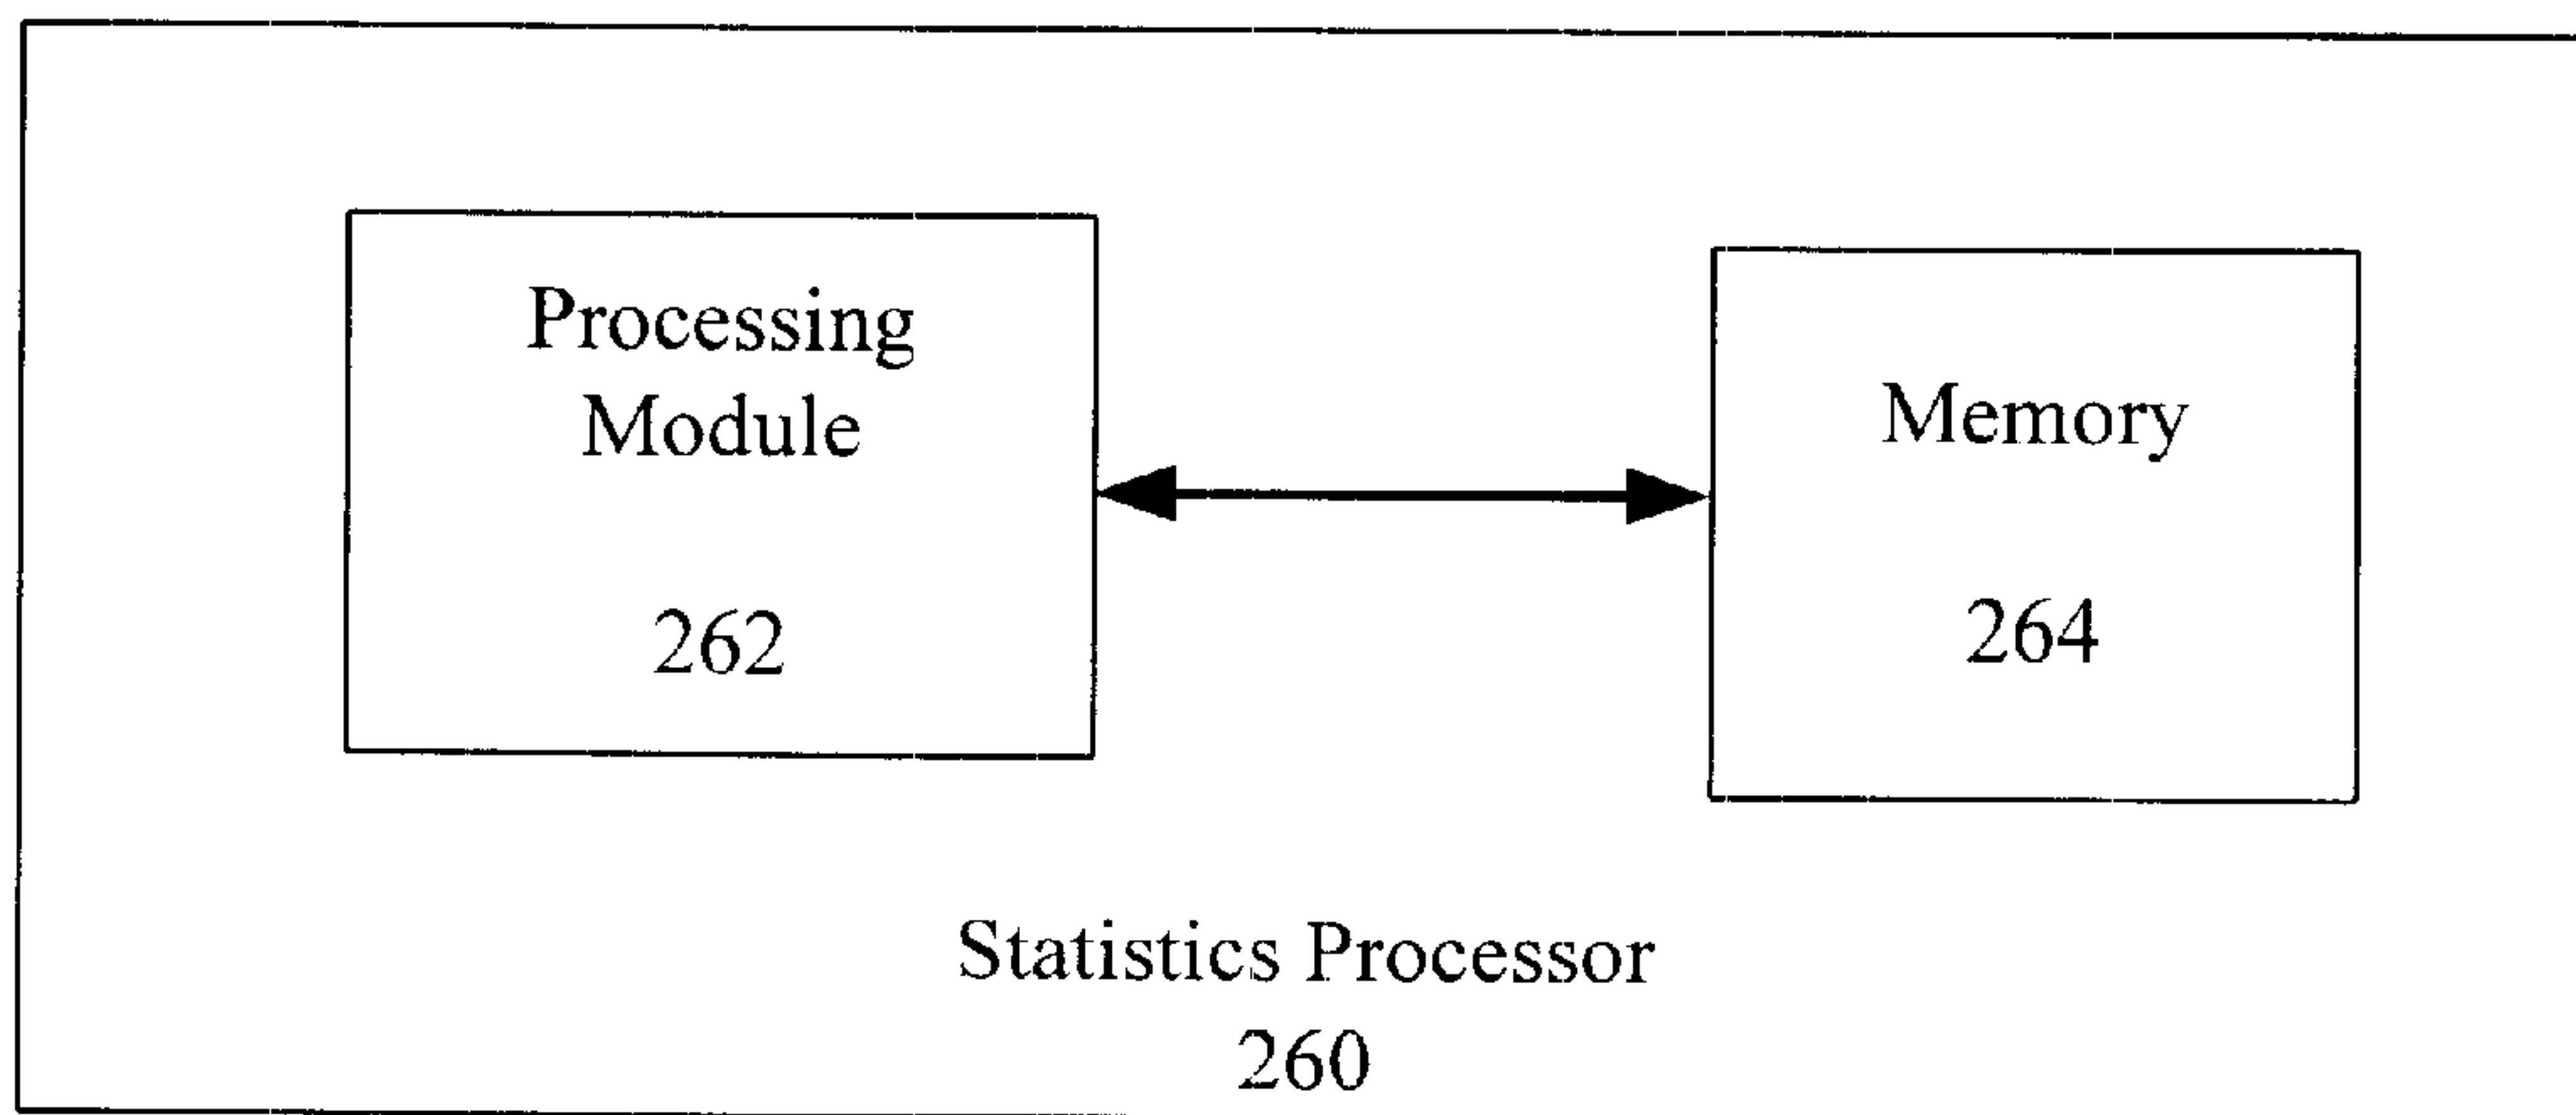 Processing
Module
262
Memory
264
Statistics Processor
260